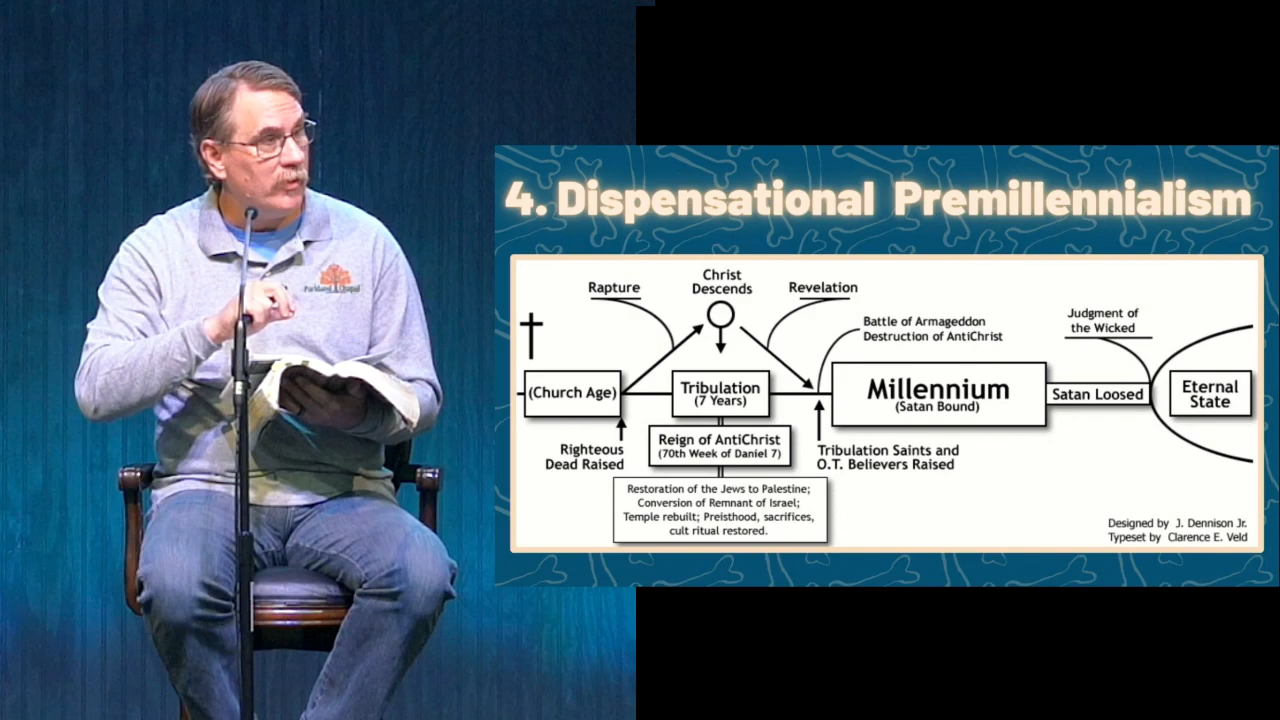 Parkland Chapel
4. Dispensational Premillennialism
Rapture
Christ
Descends
Revelation
Battle of Armageddon
Destruction of AntiChrist
Judgment of
the Wicked
(Church Age)
Tribulation
(7 Years)
Millennium
(Satan Bound)
Satan Loosed
Eternal
State
Righteous
Dead Raised
Reign of AntiChrist
(70th Week of Daniel 7)
Tribulation Saints and
O.T. Believers Raised
Restoration of the Jews to Palestine;
Conversion of Remnant of Israel;
Temple rebuilt; Preisthood, sacrifices,
cult ritual restored.
Designed by J. Dennison Jr.
Typeset by Clarence E. Veld